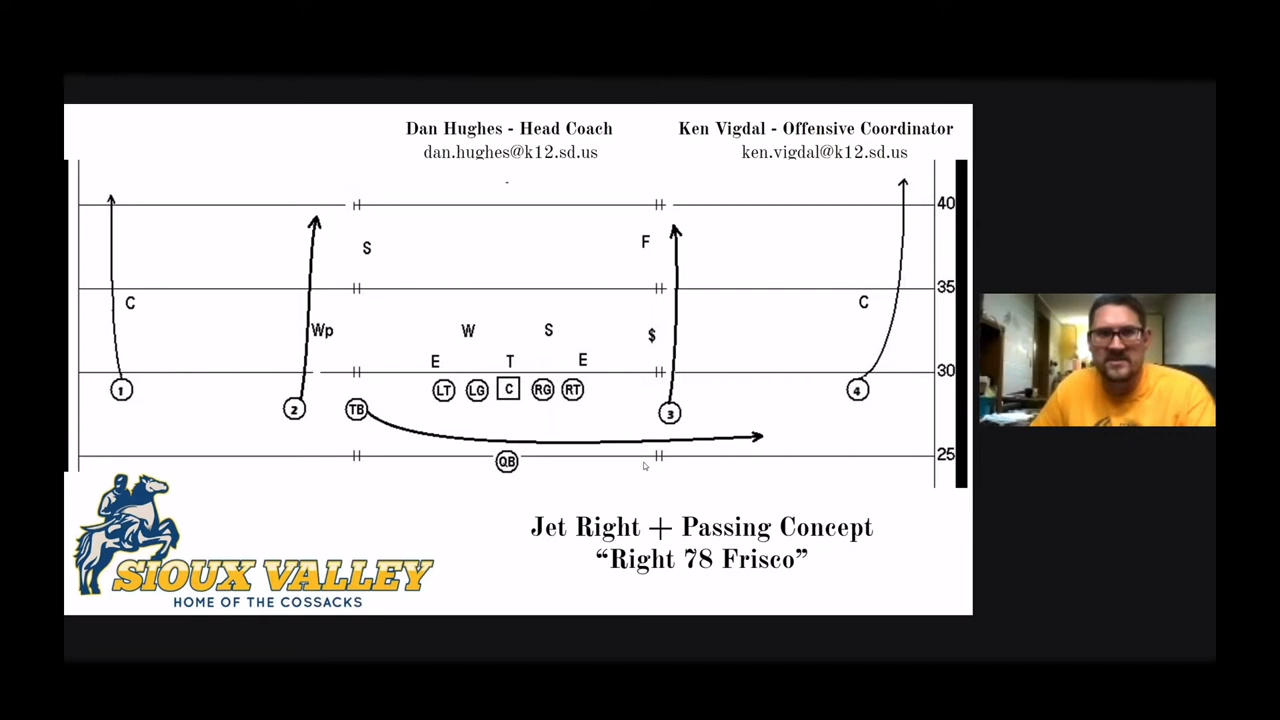 Dan Hughes - Head Coach
dan.hughes@k12.sd.us
Ken Vigdal - Offensive Coordinator
ken.vigdal@k12.sd.us
40
S F
35
C C
Wp W S $
E T E
30
1 LT LG C RG RT 4
2 TB 3
25
QB
Jet Right + Passing Concept
“Right 78 Frisco”
SIOUX VALLEY
HOME OF THE COSSACKS